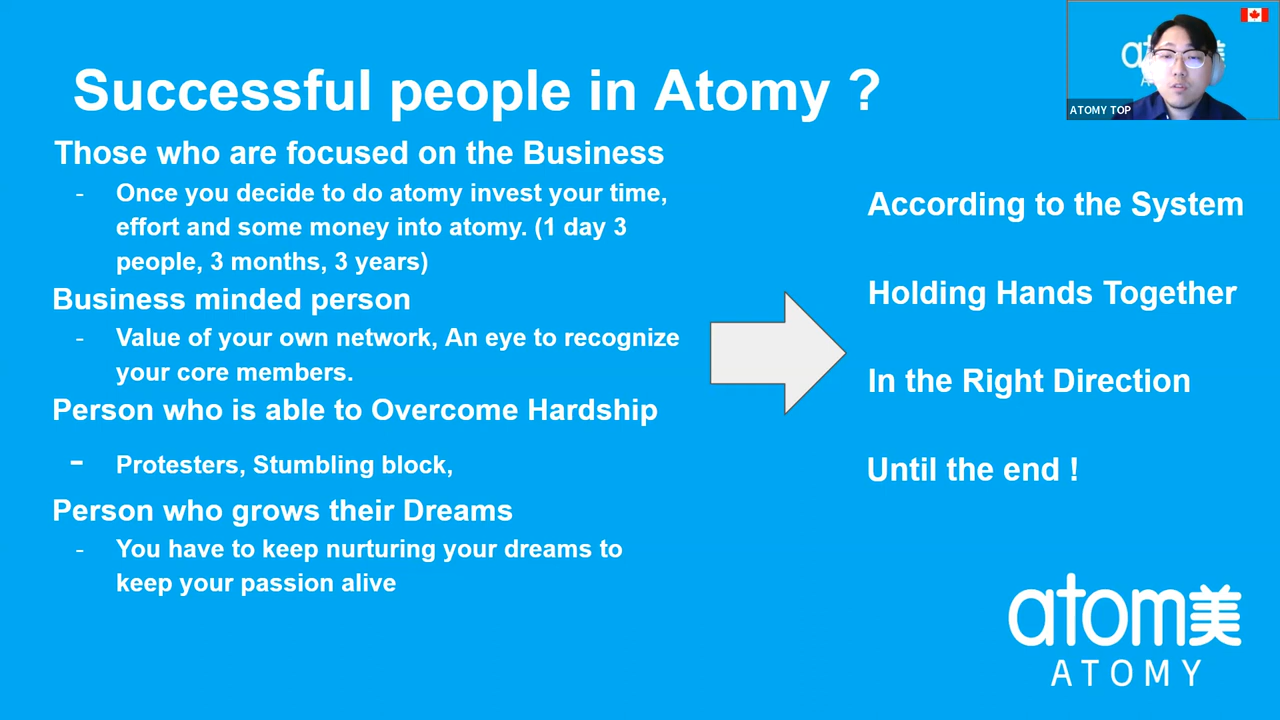 Successful people in Atomy ?
Those who are focused on the Business
- Once you decide to do atomy invest your time,
effort and some money into atomy. (1 day 3
people, 3 months, 3 years)
Business minded person
- Value of your own network, An eye to recognize
your core members.
Person who is able to Overcome Hardship
- Protesters, Stumbling block,
Person who grows their Dreams
- You have to keep nurturing your dreams to
keep your passion alive
According to the System
Holding Hands Together
In the Right Direction
Until the end !
ATOMY TOP
atom美
ATOMY